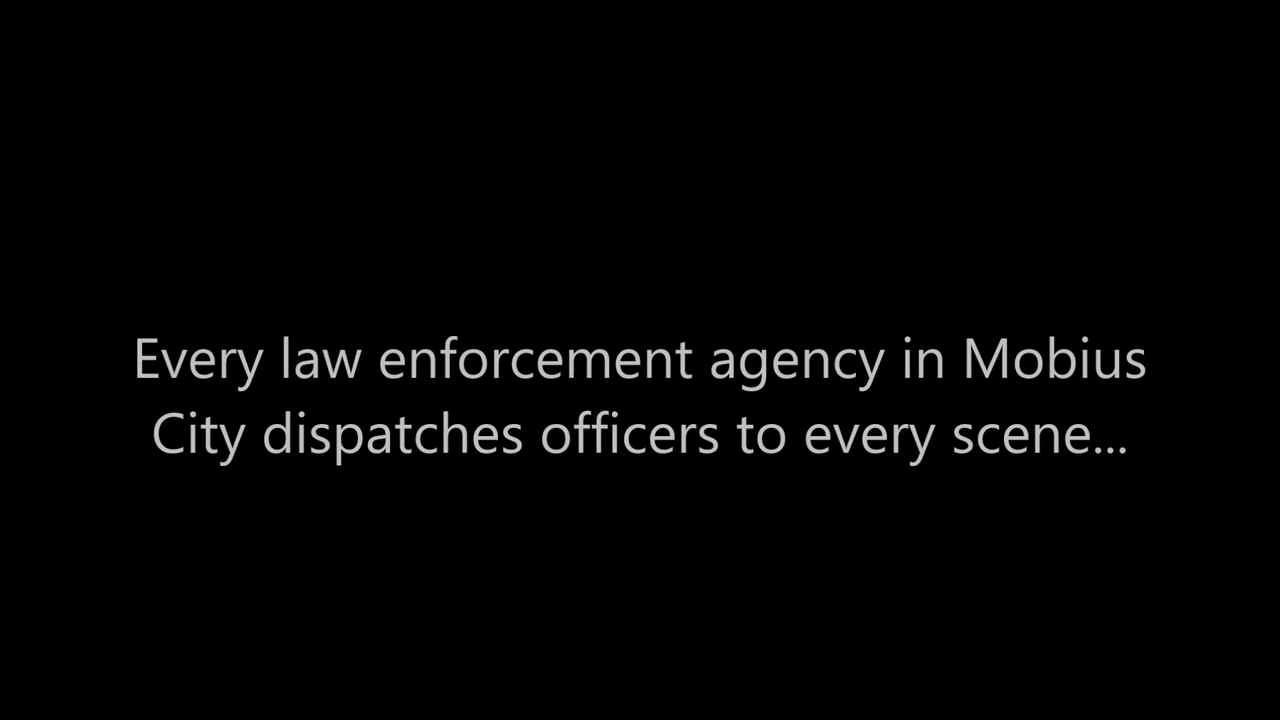 Every law enforcement agency in Mobius
City dispatches officers to every scene...